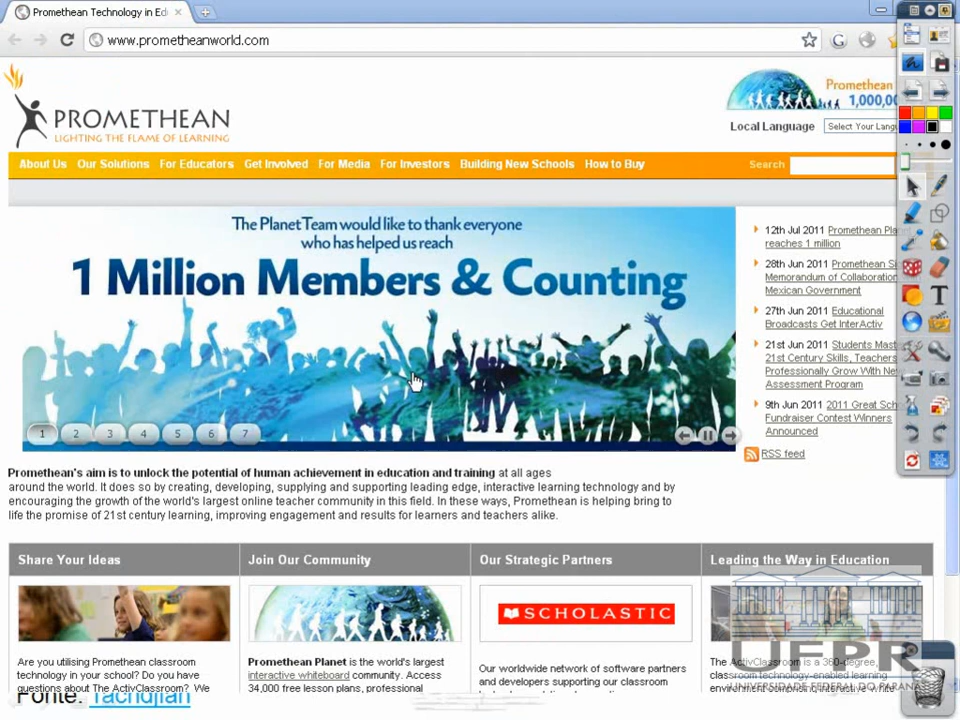 Promethean Technology in Ed
www.prometheanworld.com
PROMETHEAN
LIGHTING THE FLAME OF LEARNING
Promethean
1,000,0
Local Language
Select Your Langu
About Us Our Solutions For Educators Get Involved For Media For Investors Building New Schools How to Buy
Search
The Planet Team would like to thank everyone
who has helped us reach
1 Million Members & Counting
1 2 3 4 5 6 7
12th Jul 2011 Promethean Pla
reaches 1 million
28th Jun 2011 Promethean Si
Memorandum of Collaboration
Mexican Government
27th Jun 2011 Educational
Broadcasts Get InterActiv
21st Jun 2011 Students Mast
21st Century Skills, Teachers
Professionally Grow With New
Assessment Program
9th Jun 2011 2011 Great Sch
Fundraiser Contest Winners
Announced
RSS feed
Promethean's aim is to unlock the potential of human achievement in education and training at all ages
around the world. It does so by creating, developing, supplying and supporting leading edge, interactive learning technology and by
encouraging the growth of the world's largest online teacher community in this field. In these ways, Promethean is helping bring to
life the promise of 21st century learning, improving engagement and results for learners and teachers alike.
Share Your Ideas
Are you utilising Promethean classroom
technology in your school? Do you have
questions about The ActivClassroom? We
Join Our Community
Promethean Planet is the world's largest
interactive whiteboard community. Access
34,000 free lesson plans, professional
Our Strategic Partners
SCHOLASTIC
Our worldwide network of software partners
and developers supporting our classroom
Leading the Way in Education
The ActivClassroom is a 360-degree,
classroom technology-enabled learning
environment comprising interactive white
UFPR
UNIVERSIDADE FEDERAL DO PARANÁ
Fonte: Tachdjian
T